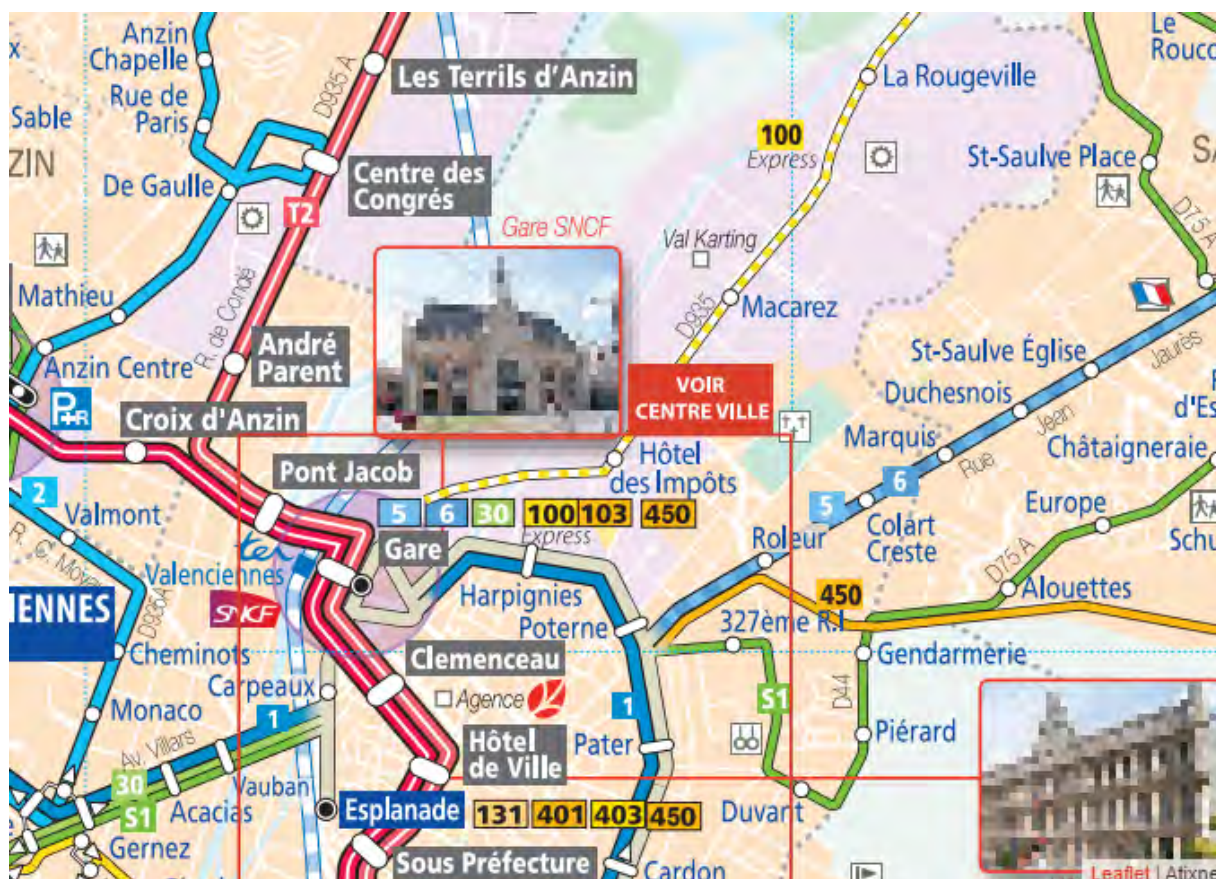 Anzin
Chapelle
Rue de
Paris
Sable
ZIN
De Gaulle
D935 A
Les Terrils d'Anzin
Centre des
Congrés
T2
La Rougeville
100
Express
Le
Rouco
St-Saulve Place
SA
D75 A
Gare SNCF
Val Karting
Mathieu
R. de Condé
D935
Macarez
Anzin Centre
André
Parent
P+R
Croix d'Anzin
VOIR
CENTRE VILLE
St-Saulve Église
Jaurès
Duchesnois
Jean
d'Es
Marquis
Rue
Châtaigneraie
Pont Jacob
Hôtel
des Impôts
2
Valmont
5
6
30
100
103
450
Express
5
6
Colart
Creste
Europe
Schu
R. C. Moyau
ter
Gare
Valenciennes
SNCF
Roleur
D75 A
Alouettes
IENNES
D935A
Harpignies
Poterne
450
327ème R.I
Cheminots
Clemenceau
Gendarmerie
Carpeaux
Agence
Monaco
1
1
S1
D44
Av. Villars
Hôtel
de Ville
Pater
Piérard
30
Vauban
S1
Acacias
Esplanade
131
401
403
450
Duvant
Gernez
Sous Préfecture
Cardon
Leaflet | Atixne